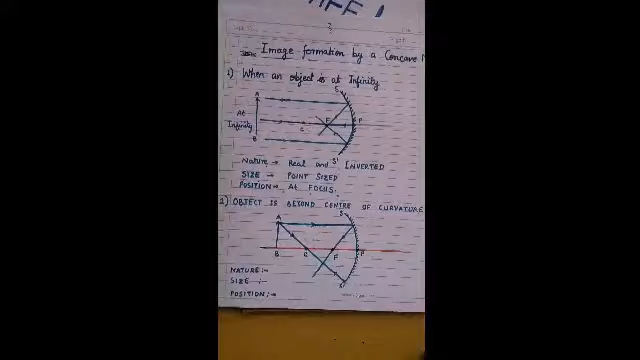 Image formation by a Concave
1) When an object is at Infinity
A
S
At
Infinity
C
F
P
B
S'
Nature → Real and Inverted
Size → Point Sized
Position → At Focus.
2) Object is beyond centre of curvature
S
A
B
C
F
P
S'
Nature :-
Size :-
Position :-